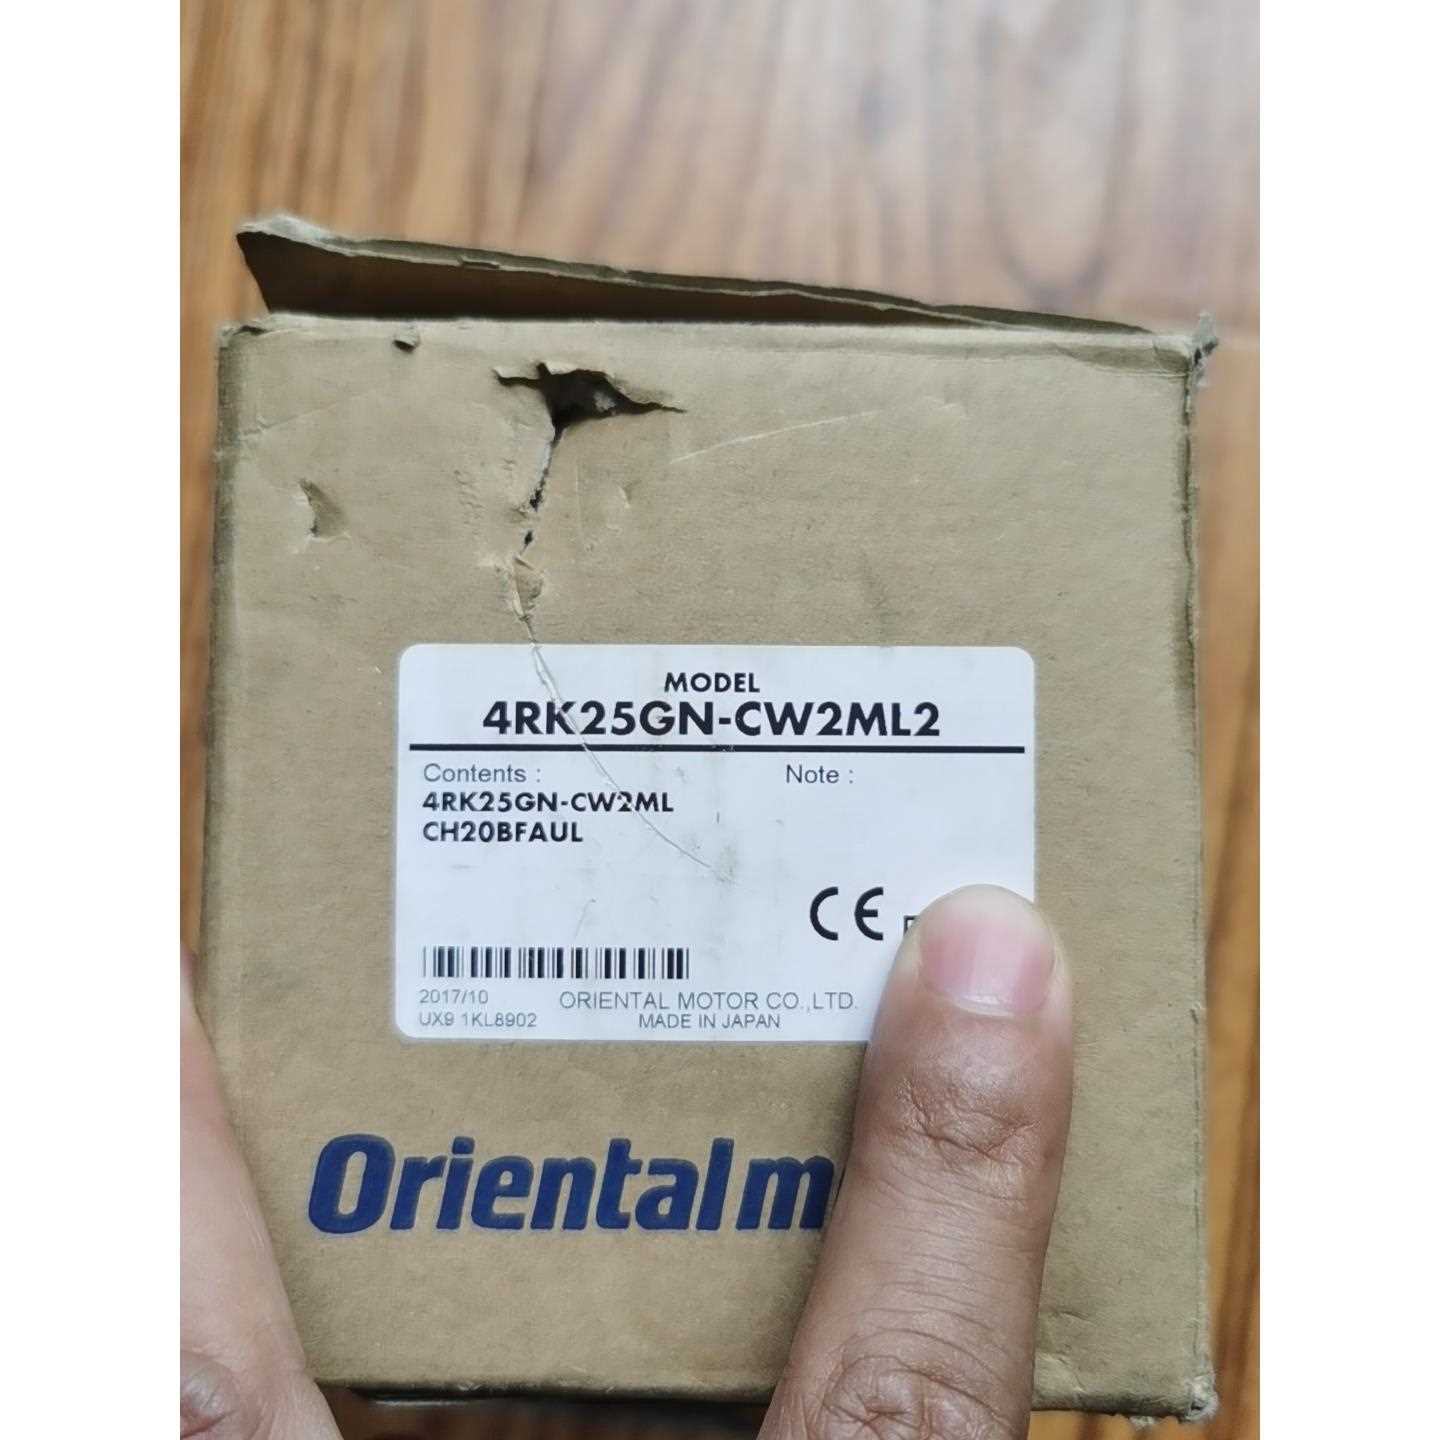 MODEL
4RK25GN-CW2ML2
Contents : Note :
4RK25GN-CW2ML
CH20BFAUL
CE
2017/10 ORIENTAL MOTOR CO.,LTD.
UX9 1KL8902 MADE IN JAPAN
Oriental m